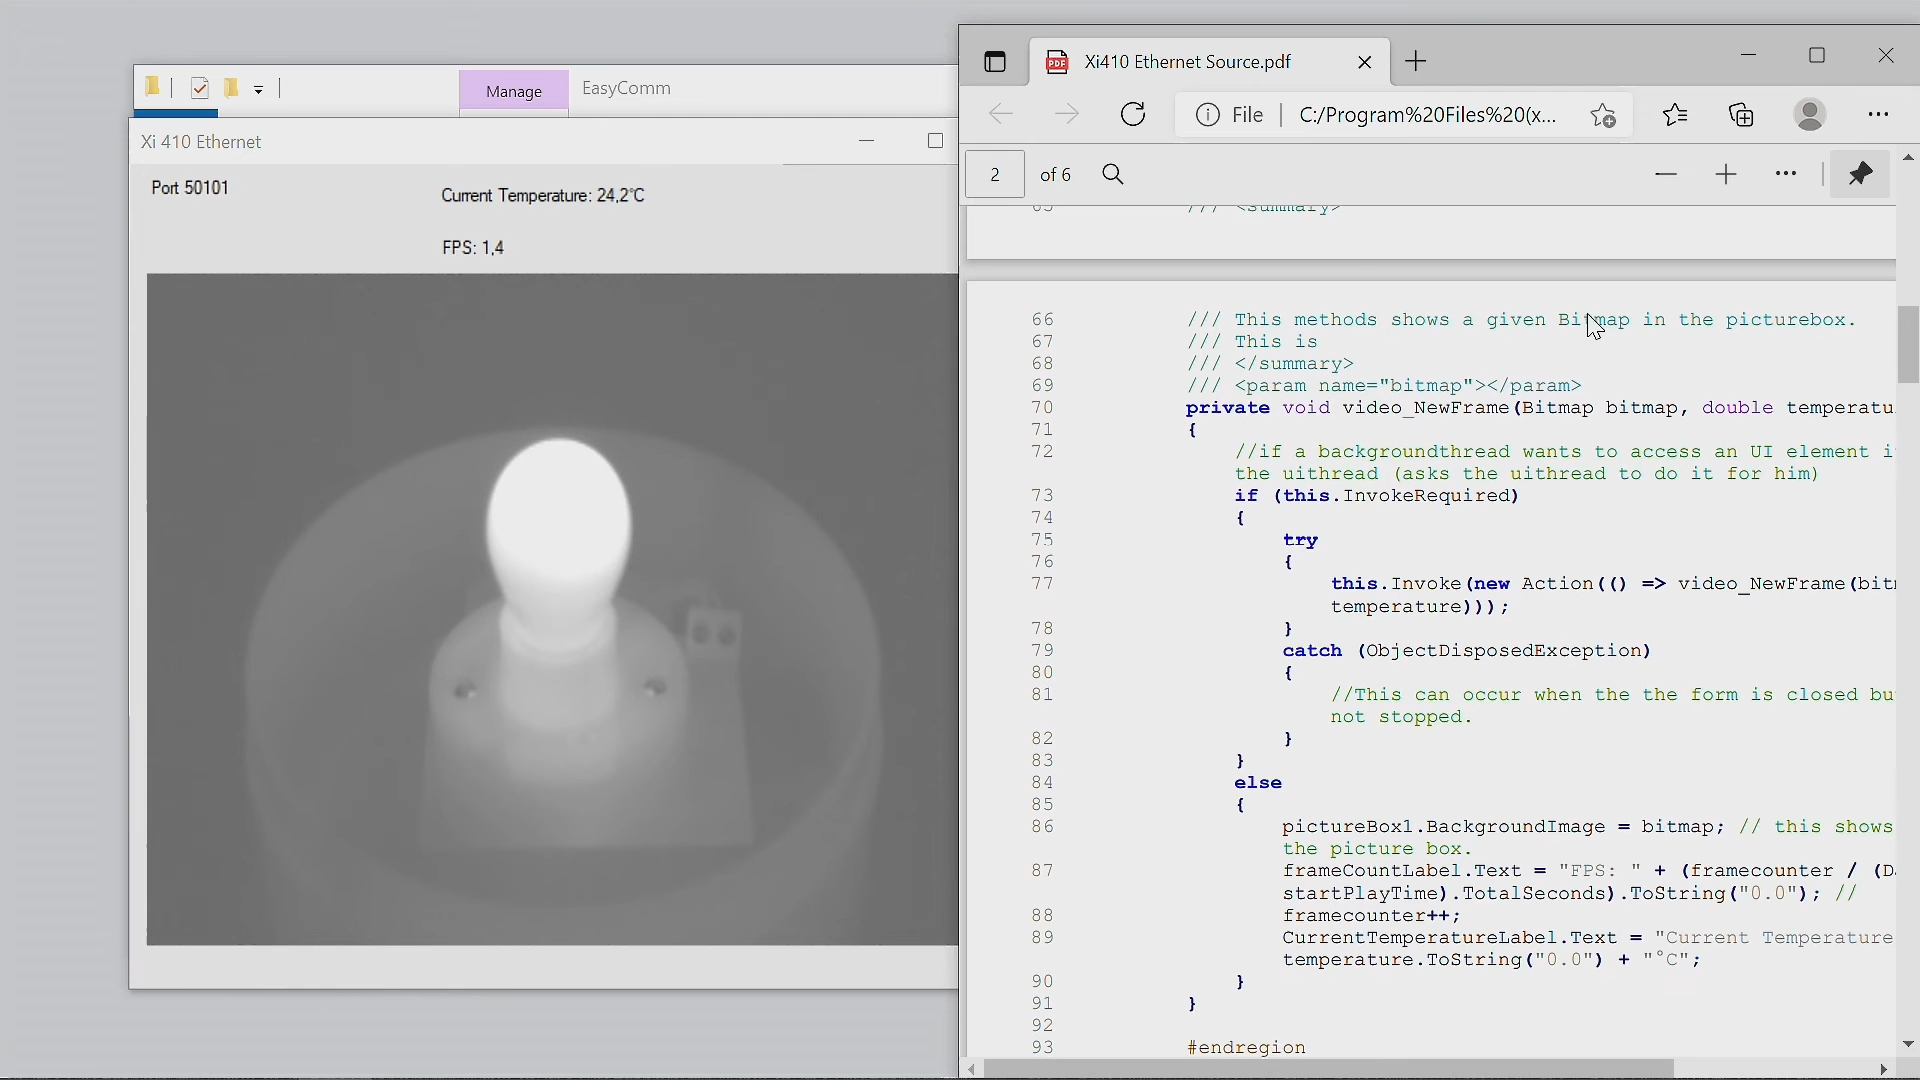 Manage
EasyComm
Xi 410 Ethernet
Port 50101
Current Temperature: 24,2°C
FPS: 1,4
PDF
Xi410 Ethernet Source.pdf
File
C:/Program%20Files%20(x...
2 of 6
65 /// <summary>
66 /// This methods shows a given Bitmap in the picturebox.
67 /// This is
68 /// </summary>
69 /// <param name="bitmap"></param>
70 private void video_NewFrame(Bitmap bitmap, double temperatu
71 {
72 //if a backgroundthread wants to access an UI element i
the uithread (asks the uithread to do it for him)
73 if (this.InvokeRequired)
74 {
75 try
76 {
77 this.Invoke(new Action(() => video_NewFrame(bit
temperature)));
78 }
79 catch (ObjectDisposedException)
80 {
81 //This can occur when the the form is closed bu
not stopped.
82 }
83 }
84 else
85 {
86 pictureBox1.BackgroundImage = bitmap; // this shows
the picture box.
87 frameCountLabel.Text = "FPS: " + (framecounter / (D
startPlayTime).TotalSeconds).ToString("0.0"); //
88 framecounter++;
89 CurrentTemperatureLabel.Text = "Current Temperature
temperature.ToString("0.0") + "°C";
90 }
91 }
92
93 #endregion